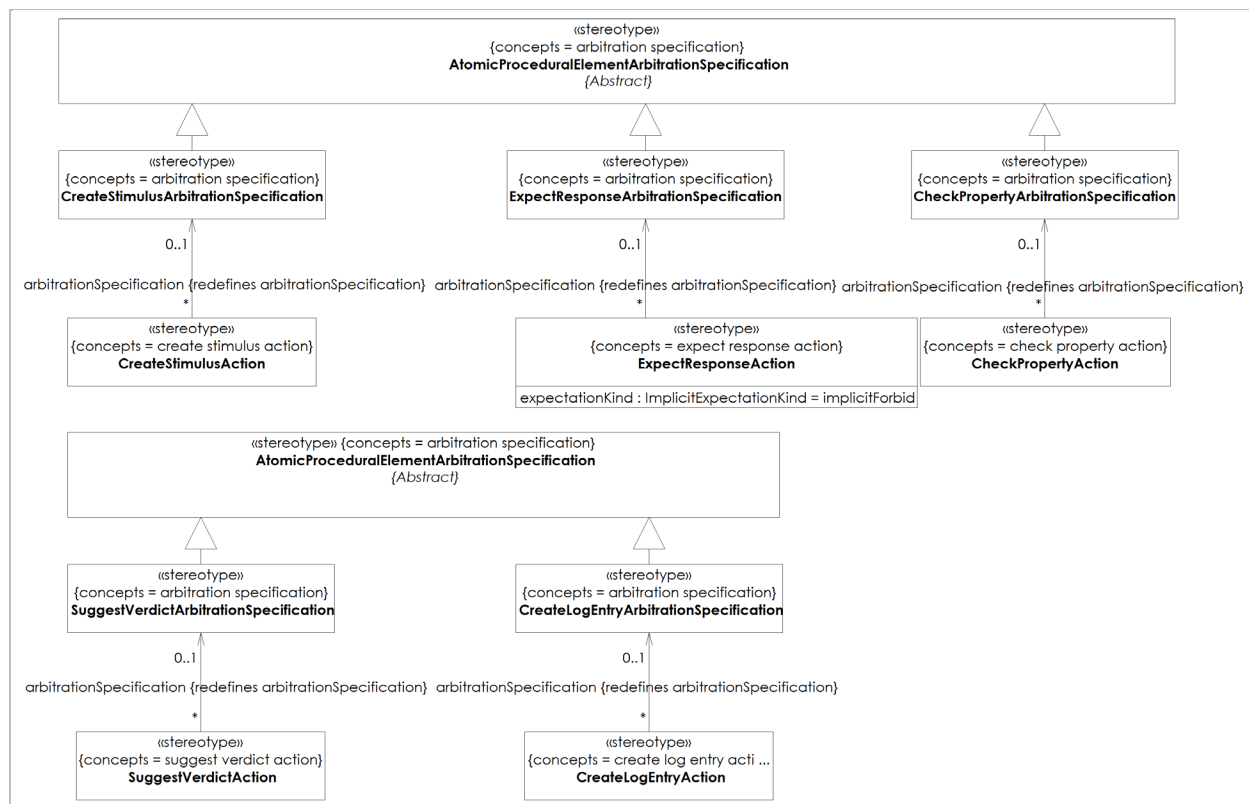 «stereotype»
{concepts = arbitration specification}
AtomicProceduralElementArbitrationSpecification
{Abstract}
«stereotype»
{concepts = arbitration specification}
CreateStimulusArbitrationSpecification
«stereotype»
{concepts = arbitration specification}
ExpectResponseArbitrationSpecification
«stereotype»
{concepts = arbitration specification}
CheckPropertyArbitrationSpecification
0..1
0..1
0..1
arbitrationSpecification {redefines arbitrationSpecification}
arbitrationSpecification {redefines arbitrationSpecification}
arbitrationSpecification {redefines arbitrationSpecification}
*
*
*
«stereotype»
{concepts = create stimulus action}
CreateStimulusAction
«stereotype»
{concepts = expect response action}
ExpectResponseAction
expectationKind : ImplicitExpectationKind = implicitForbid
«stereotype»
{concepts = check property action}
CheckPropertyAction
«stereotype» {concepts = arbitration specification}
AtomicProceduralElementArbitrationSpecification
{Abstract}
«stereotype»
{concepts = arbitration specification}
SuggestVerdictArbitrationSpecification
«stereotype»
{concepts = arbitration specification}
CreateLogEntryArbitrationSpecification
0..1
0..1
arbitrationSpecification {redefines arbitrationSpecification}
arbitrationSpecification {redefines arbitrationSpecification}
*
*
«stereotype»
{concepts = suggest verdict action}
SuggestVerdictAction
«stereotype»
{concepts = create log entry acti ...
CreateLogEntryAction